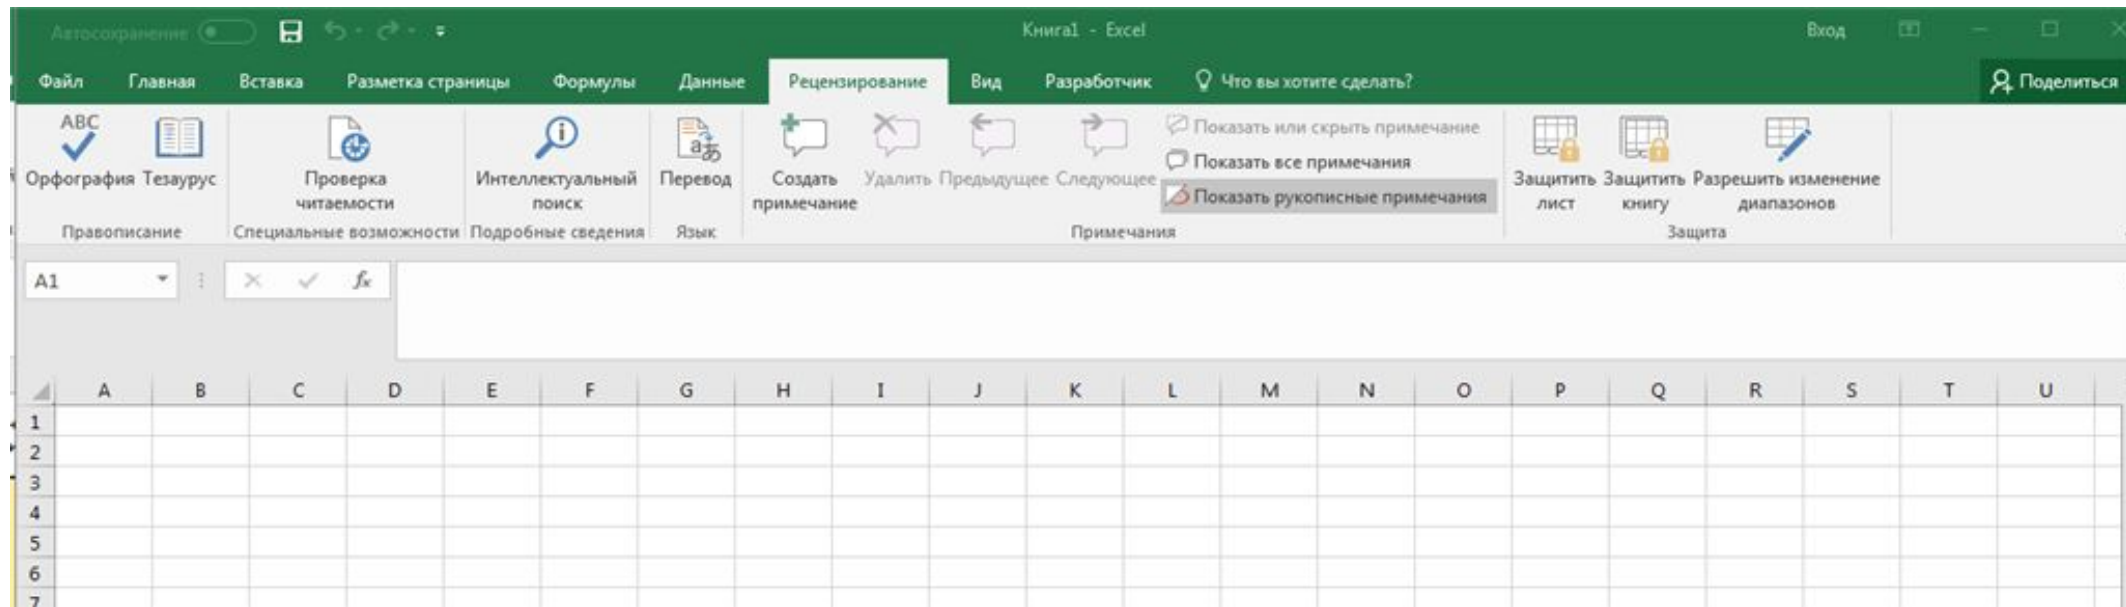 Автосохранение
Книга1 - Excel
Вход
Файл Главная Вставка Разметка страницы Формулы Данные Рецензирование Вид Разработчик Что вы хотите сделать? Поделиться
ABC
Орфография Тезаурус
Правописание
Проверка
читаемости
Специальные возможности
Интеллектуальный
поиск
Подробные сведения
Перевод
Язык
Создать
примечание
Удалить Предыдущее Следующее
Показать или скрыть примечание
Показать все примечания
Показать рукописные примечания
Примечания
Защитить
лист
Защитить
книгу
Разрешить изменение
диапазонов
Защита
A1 fx
A B C D E F G H I J K L M N O P Q R S T U
1
2
3
4
5
6
7